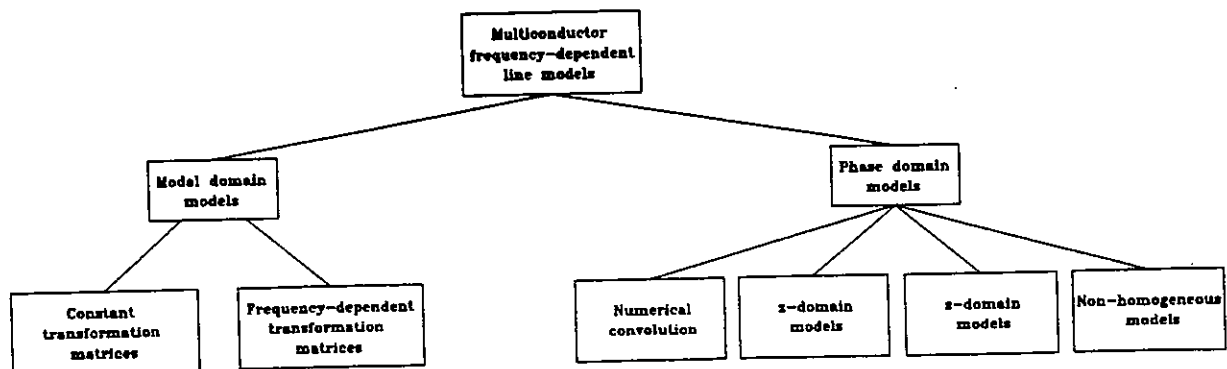 Multiconductor
frequency-dependent
line models
Modal domain
models
Phase domain
models
Constant
transformation
matrices
Frequency-dependent
transformation
matrices
Numerical
convolution
z-domain
models
s-domain
models
Non-homogeneous
models